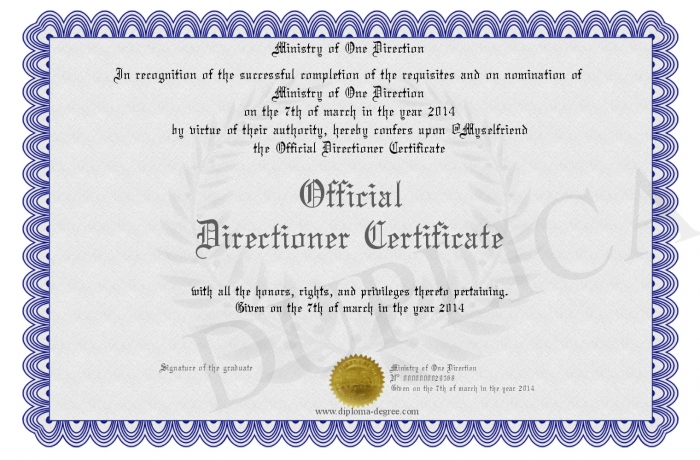 Ministry of One Direction
In recognition of the successful completion of the requisites and on nomination of
Ministry of One Direction
on the 7th of march in the year 2014
by virtue of their authority, hereby confers upon @Myselfriend
the Official Directioner Certificate
Official
Directioner Certificate
DUPLICA
with all the honors, rights, and privileges thereto pertaining.
Given on the 7th of march in the year 2014
Signature of the graduate
Ministry of One Direction
Given on the 7th of march in the year 2014
www.diploma-degree.com